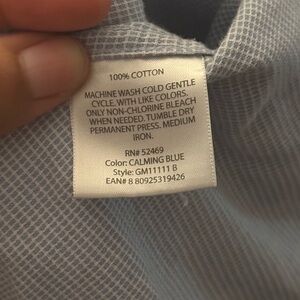 100% COTTON
MACHINE WASH COLD GENTLE
CYCLE. WITH LIKE COLORS.
ONLY NON-CHLORINE BLEACH
WHEN NEEDED. TUMBLE DRY
PERMANENT PRESS. MEDIUM
IRON.
RN# 52469
Color: CALMING BLUE
Style: GM11111 B
EAN# 8 80925319426